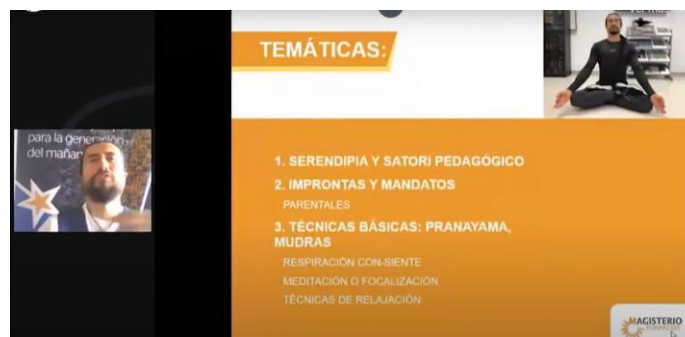 TEMÁTICAS:
para la generación
del mañana
1. SERENDIPIA Y SATORI PEDAGÓGICO
2. IMPRONTAS Y MANDATOS
PARENTALES
3. TÉCNICAS BÁSICAS: PRANAYAMA,
MUDRAS
RESPIRACIÓN CON-SIENTE
MEDITACIÓN O FOCALIZACIÓN
TÉCNICAS DE RELAJACIÓN
MAGISTERIO
FORMACIÓN